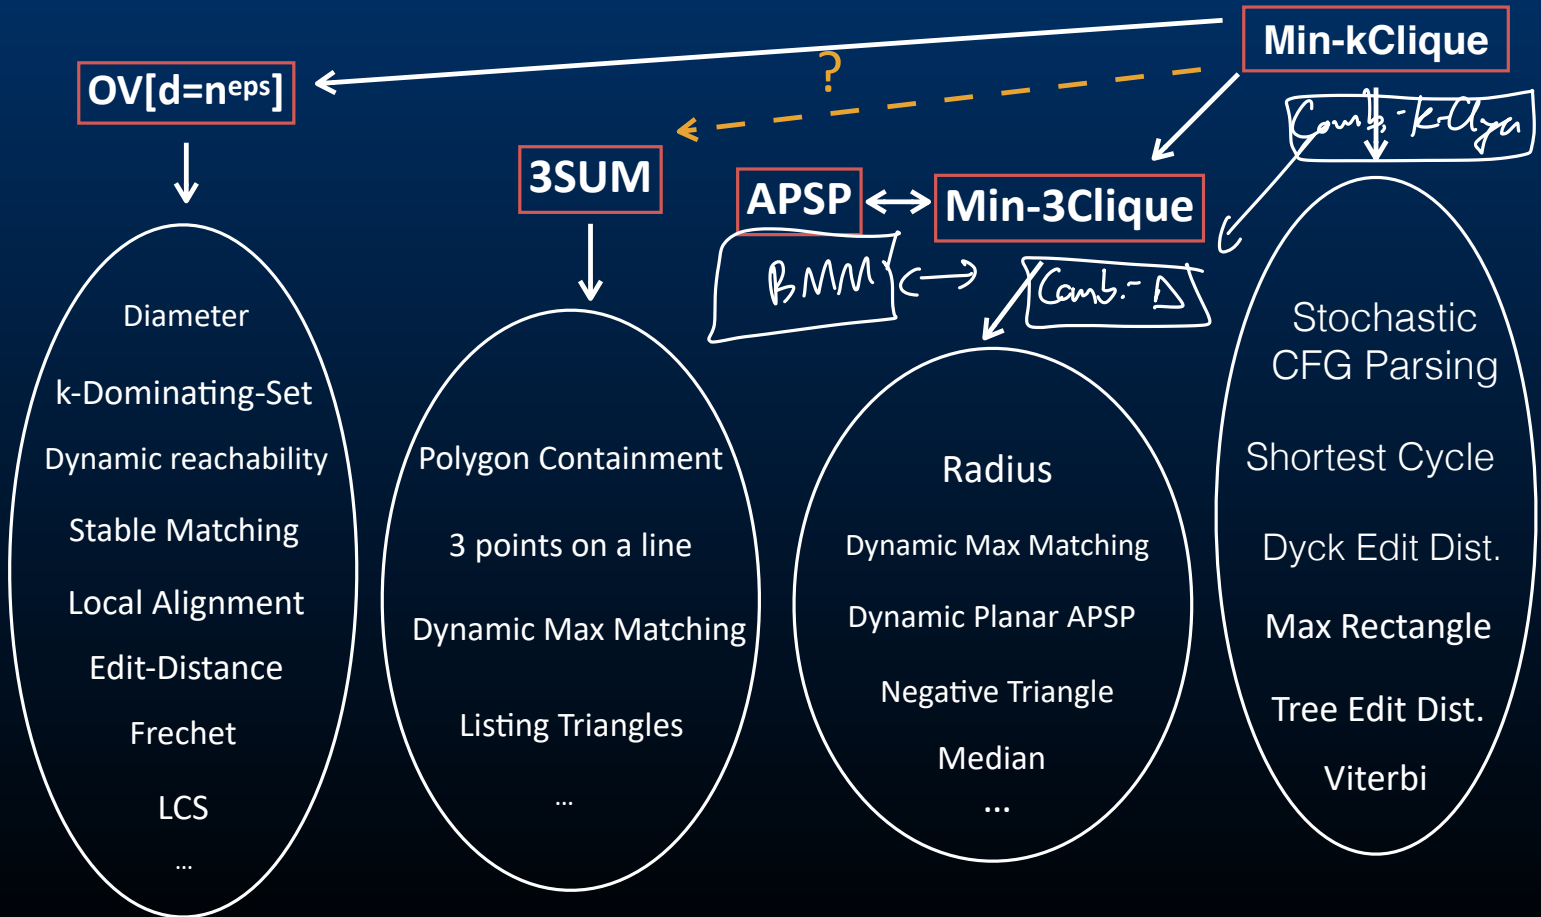 Min-kClique
?
OV[d=n^eps]
Comb.-k-Clique
3SUM
APSP
Min-3Clique
BMM
Comb.-Δ
Diameter
k-Dominating-Set
Dynamic reachability
Stable Matching
Local Alignment
Edit-Distance
Frechet
LCS
...
Polygon Containment
3 points on a line
Dynamic Max Matching
Listing Triangles
...
Radius
Dynamic Max Matching
Dynamic Planar APSP
Negative Triangle
Median
...
Stochastic
CFG Parsing
Shortest Cycle
Dyck Edit Dist.
Max Rectangle
Tree Edit Dist.
Viterbi